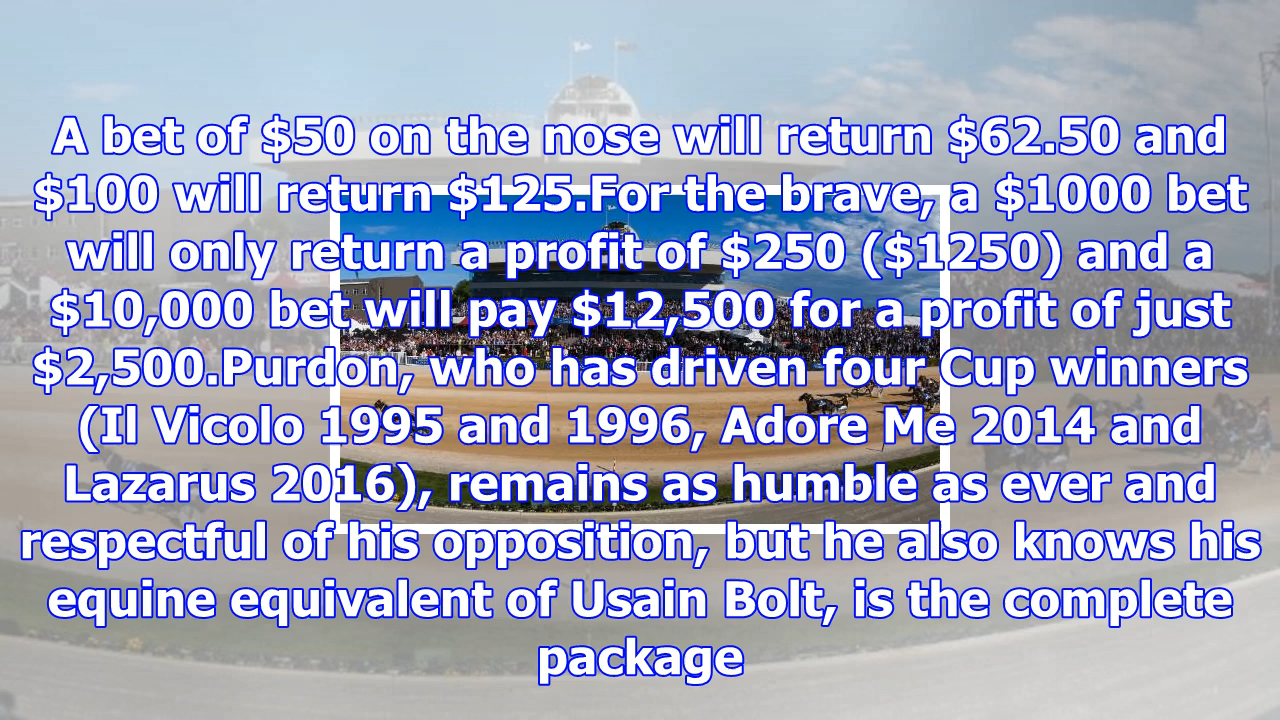 A bet of $50 on the nose will return $62.50 and
$100 will return $125.For the brave, a $1000 bet
will only return a profit of $250 ($1250) and a
$10,000 bet will pay $12,500 for a profit of just
$2,500.Purdon, who has driven four Cup winners
(Il Vicolo 1995 and 1996, Adore Me 2014 and
Lazarus 2016), remains as humble as ever and
respectful of his opposition, but he also knows his
equine equivalent of Usain Bolt, is the complete
package